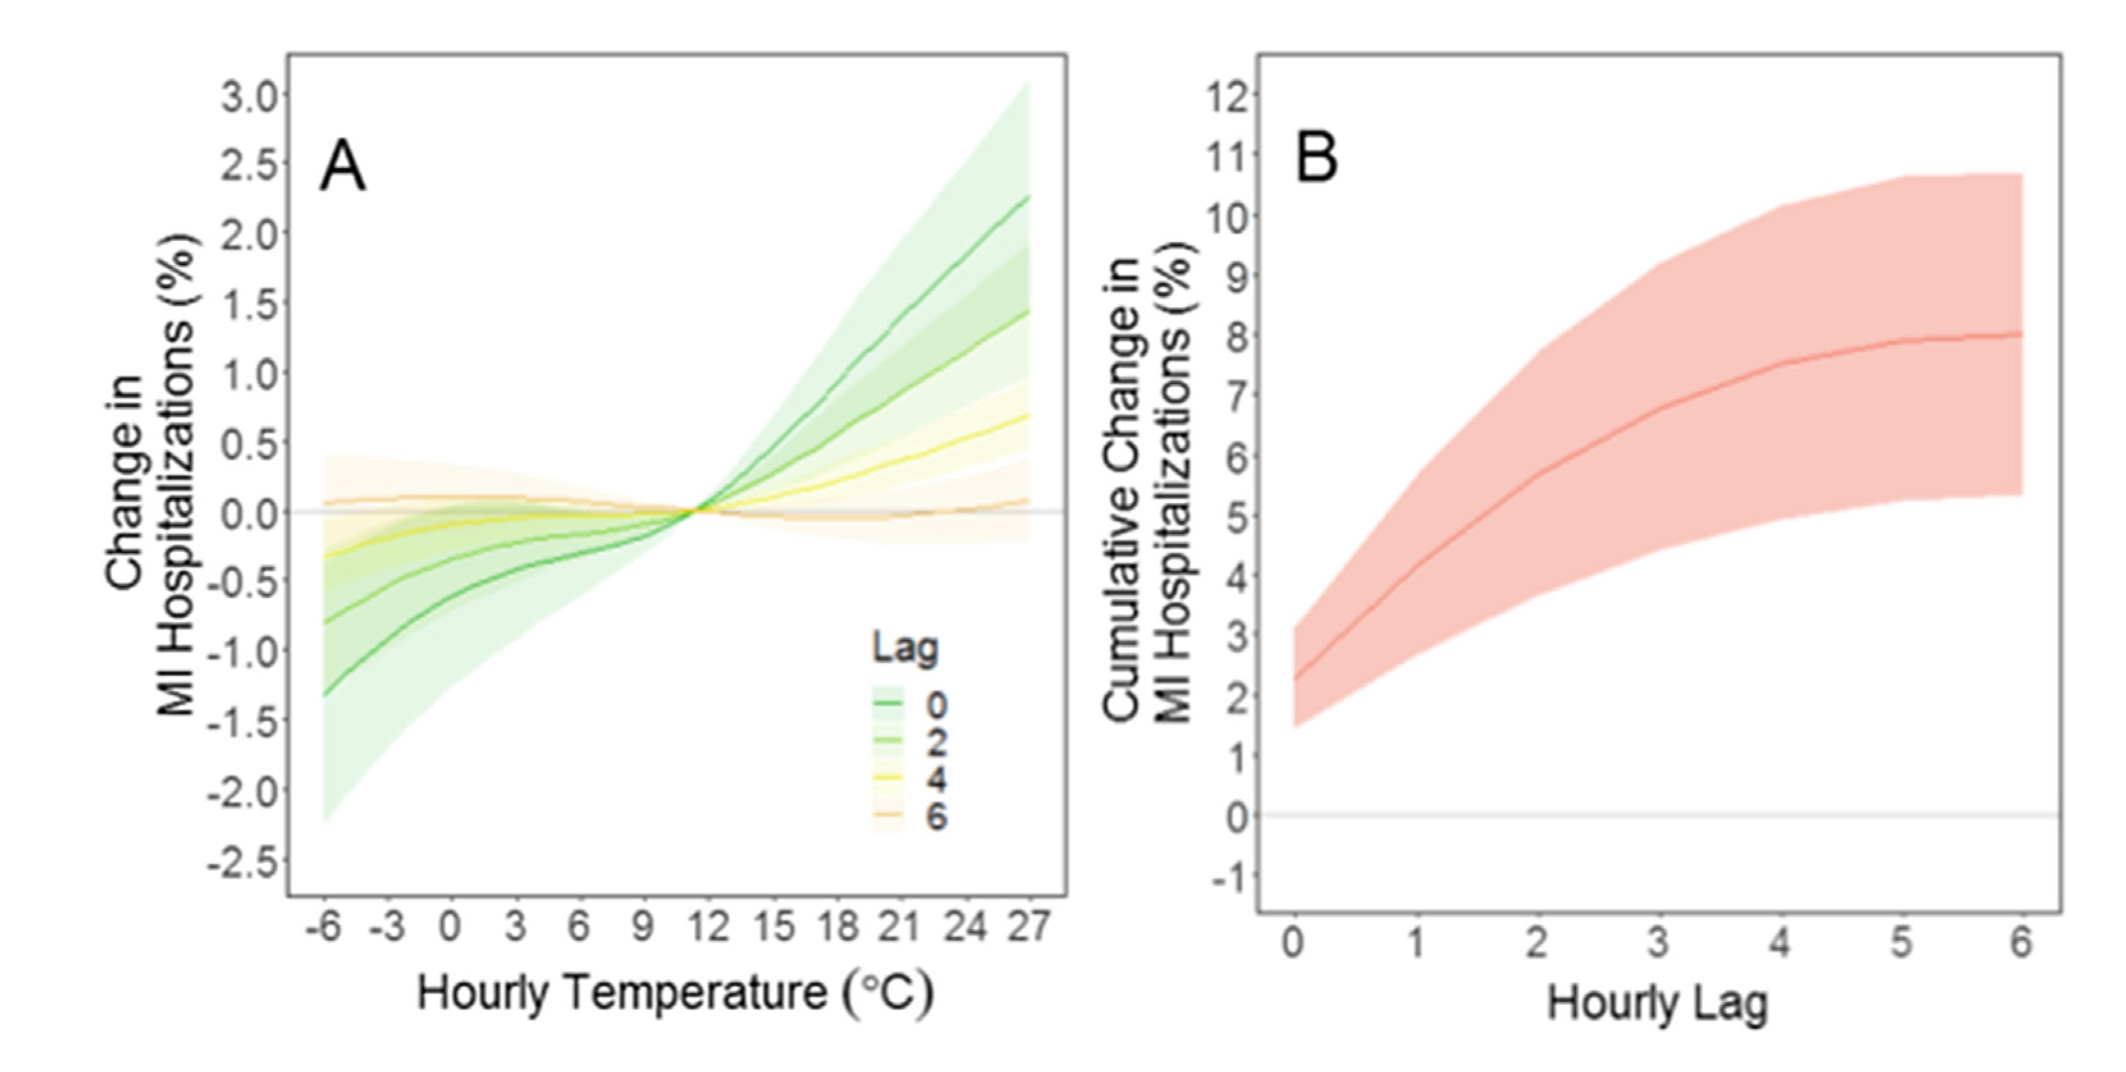 A
3.0
2.5
2.0
1.5
1.0
0.5
0.0
-0.5
-1.0
-1.5
-2.0
-2.5
Change in
MI Hospitalizations (%)
Lag
0
2
4
6
-6 -3 0 3 6 9 12 15 18 21 24 27
Hourly Temperature (°C)
B
12
11
10
9
8
7
6
5
4
3
2
1
0
-1
Cumulative Change in
MI Hospitalizations (%)
0 1 2 3 4 5 6
Hourly Lag